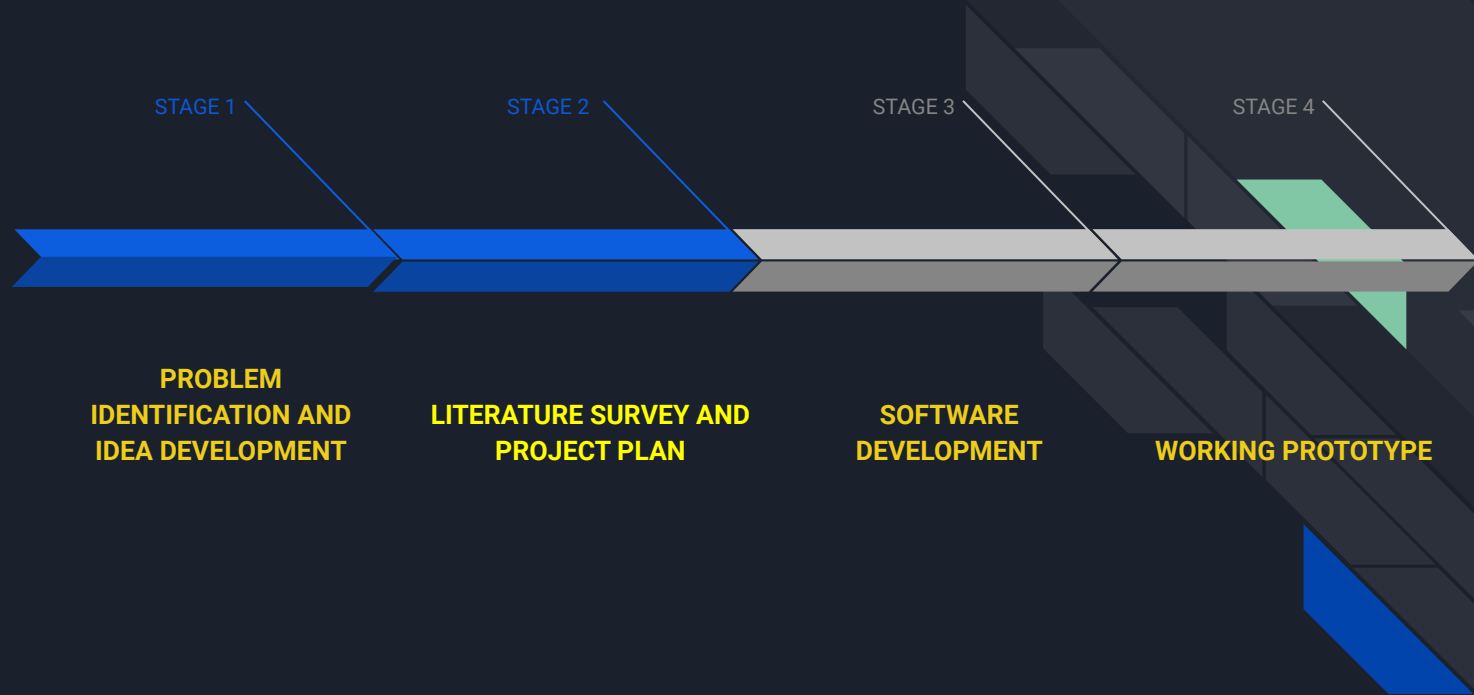 STAGE 1
STAGE 2
STAGE 3
STAGE 4
PROBLEM
IDENTIFICATION AND
IDEA DEVELOPMENT
LITERATURE SURVEY AND
PROJECT PLAN
SOFTWARE
DEVELOPMENT
WORKING PROTOTYPE